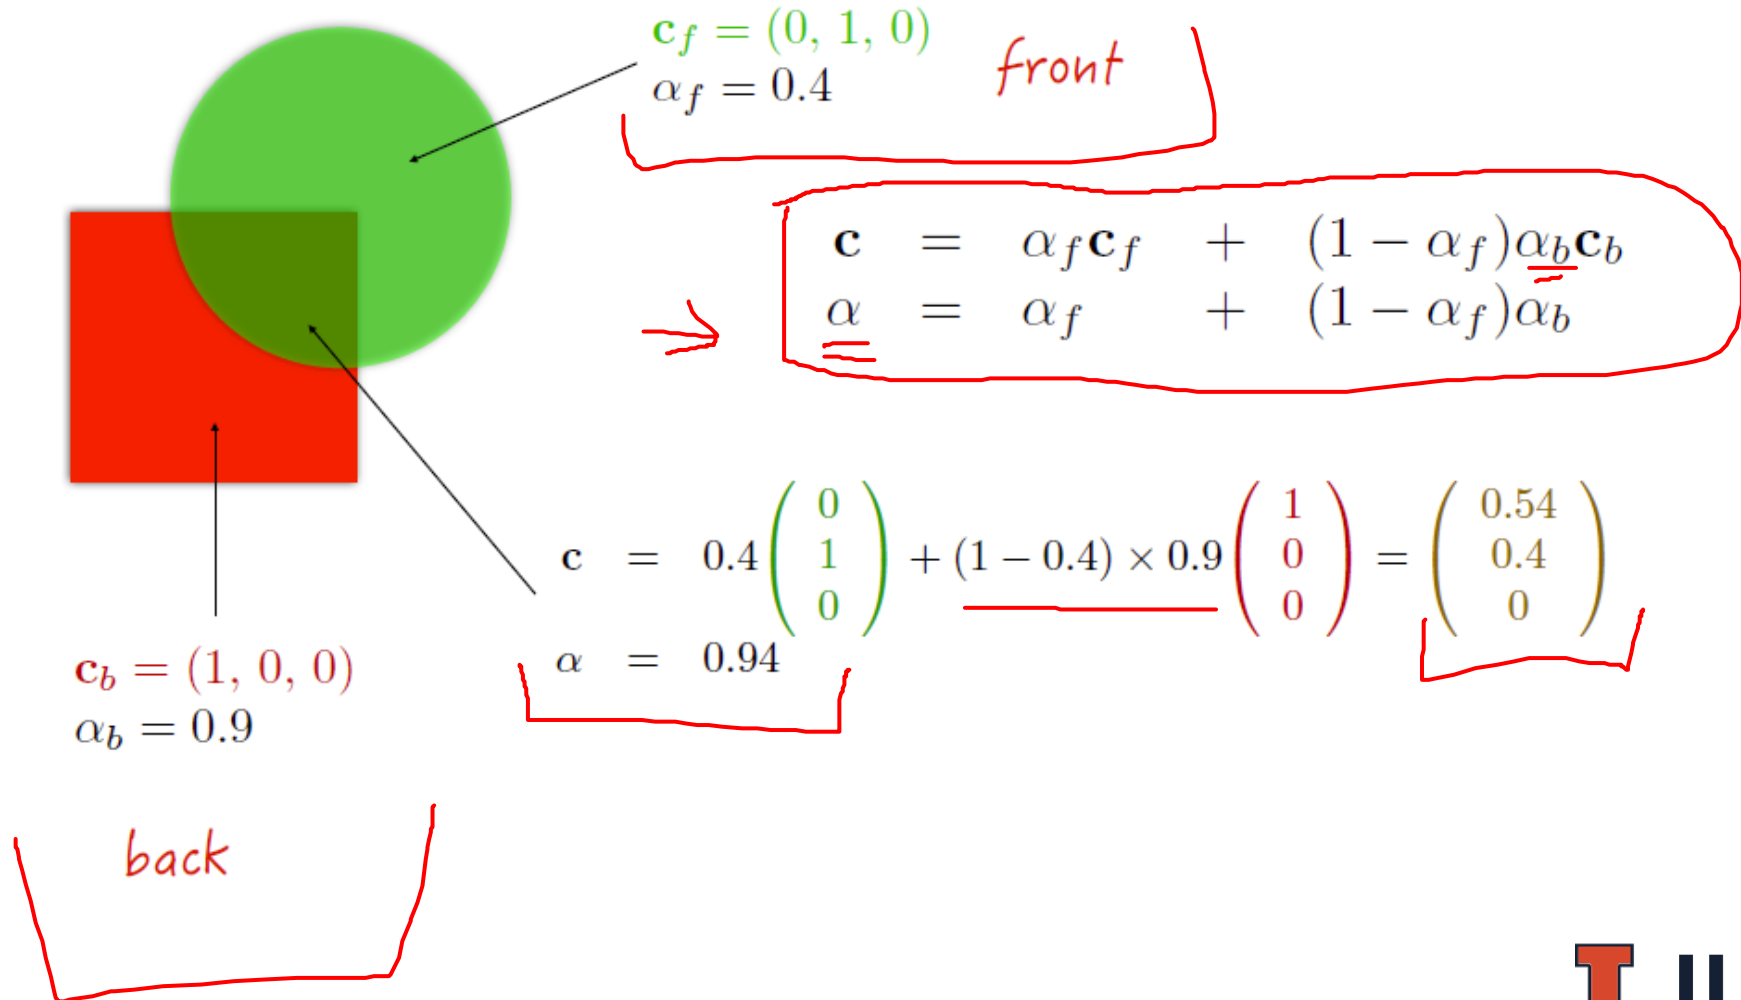 c_f = (0, 1, 0)
α_f = 0.4
front
c = α_f c_f + (1 − α_f)α_b c_b
α = α_f + (1 − α_f)α_b
c = 0.4 (0 1 0) + (1 − 0.4) × 0.9 (1 0 0) = (0.54 0.4 0)
α = 0.94
c_b = (1, 0, 0)
α_b = 0.9
back